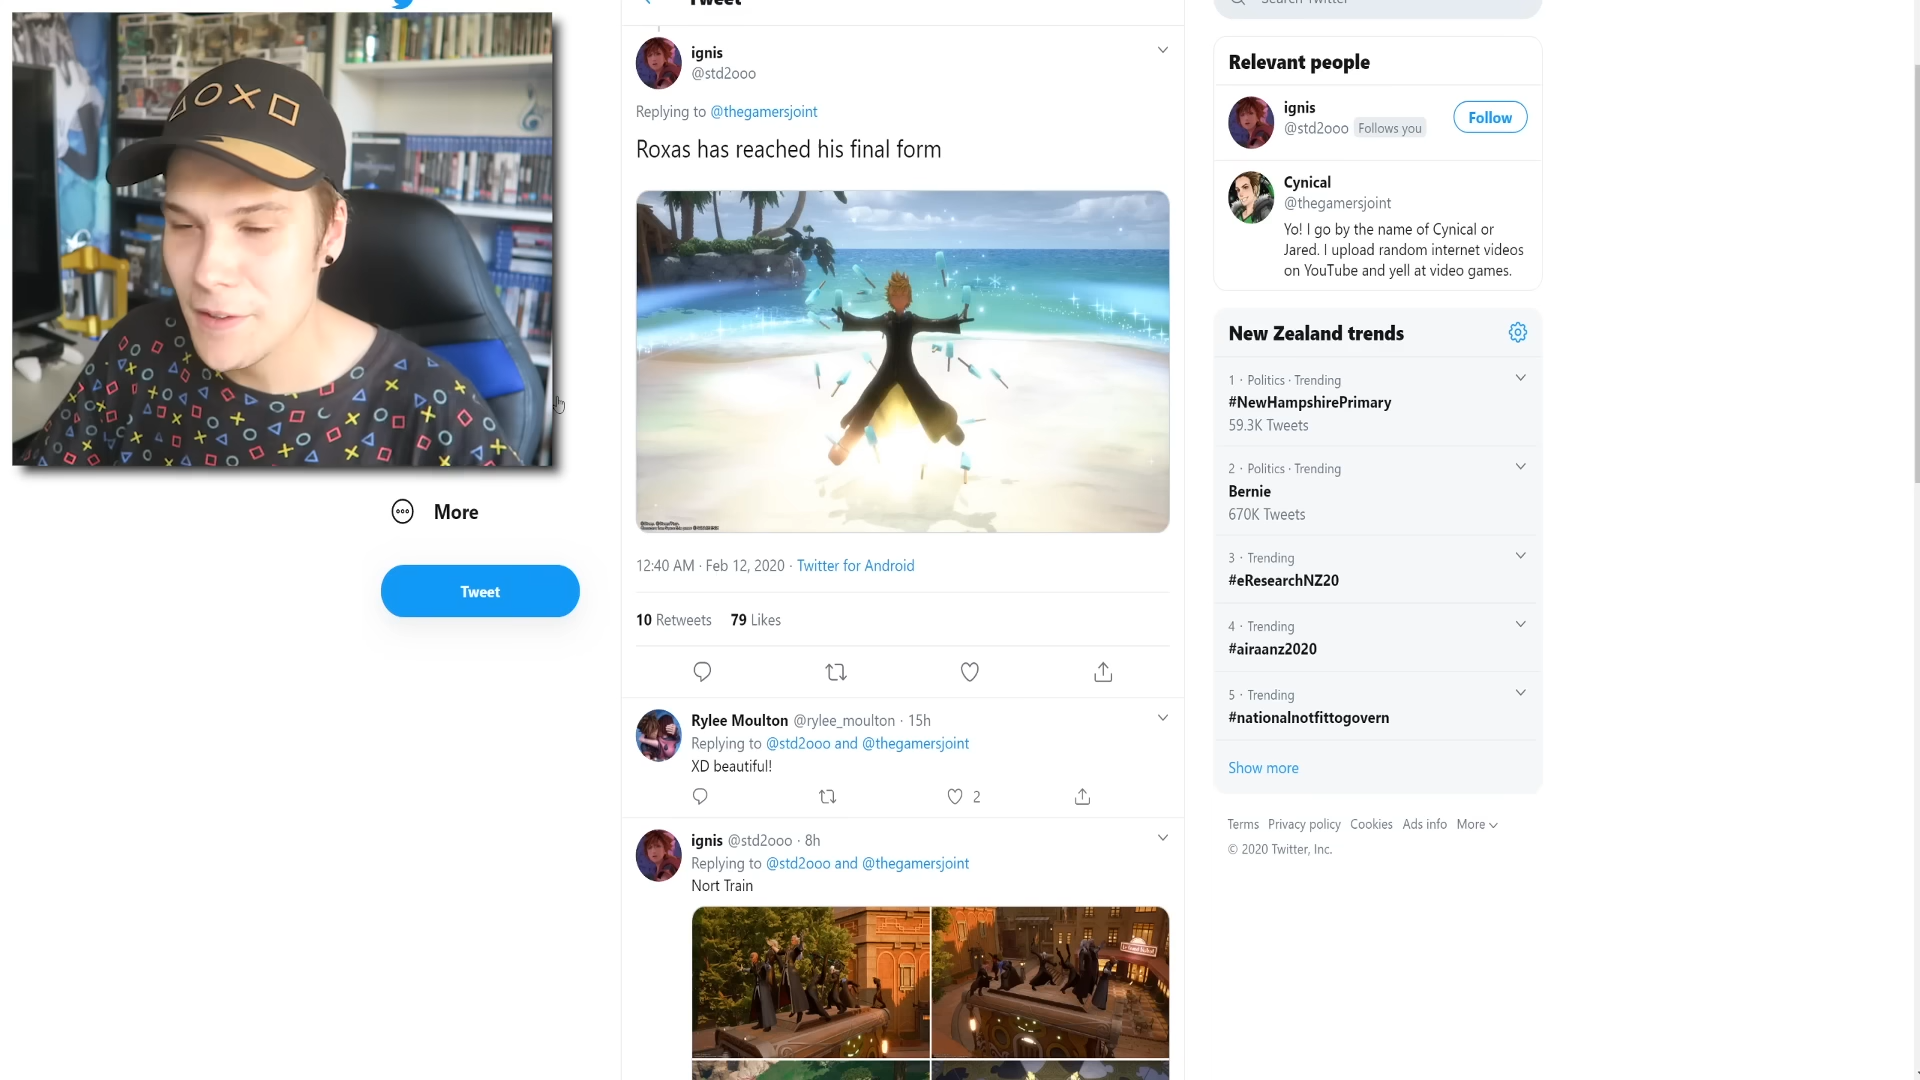 Tweet
Search Twitter
ignis
@std2ooo
Replying to @thegamersjoint
Roxas has reached his final form
12:40 AM · Feb 12, 2020 · Twitter for Android
10 Retweets 79 Likes
Rylee Moulton @rylee_moulton · 15h
Replying to @std2ooo and @thegamersjoint
XD beautiful!
2
ignis @std2ooo · 8h
Replying to @std2ooo and @thegamersjoint
Nort Train
More
Tweet
Relevant people
ignis
@std2ooo Follows you
Follow
Cynical
@thegamersjoint
Yo! I go by the name of Cynical or
Jared. I upload random internet videos
on YouTube and yell at video games.
New Zealand trends
1 · Politics · Trending
#NewHampshirePrimary
59.3K Tweets
2 · Politics · Trending
Bernie
670K Tweets
3 · Trending
#eResearchNZ20
4 · Trending
#airaanz2020
5 · Trending
#nationalnotfittogovern
Show more
Terms Privacy policy Cookies Ads info More
© 2020 Twitter, Inc.